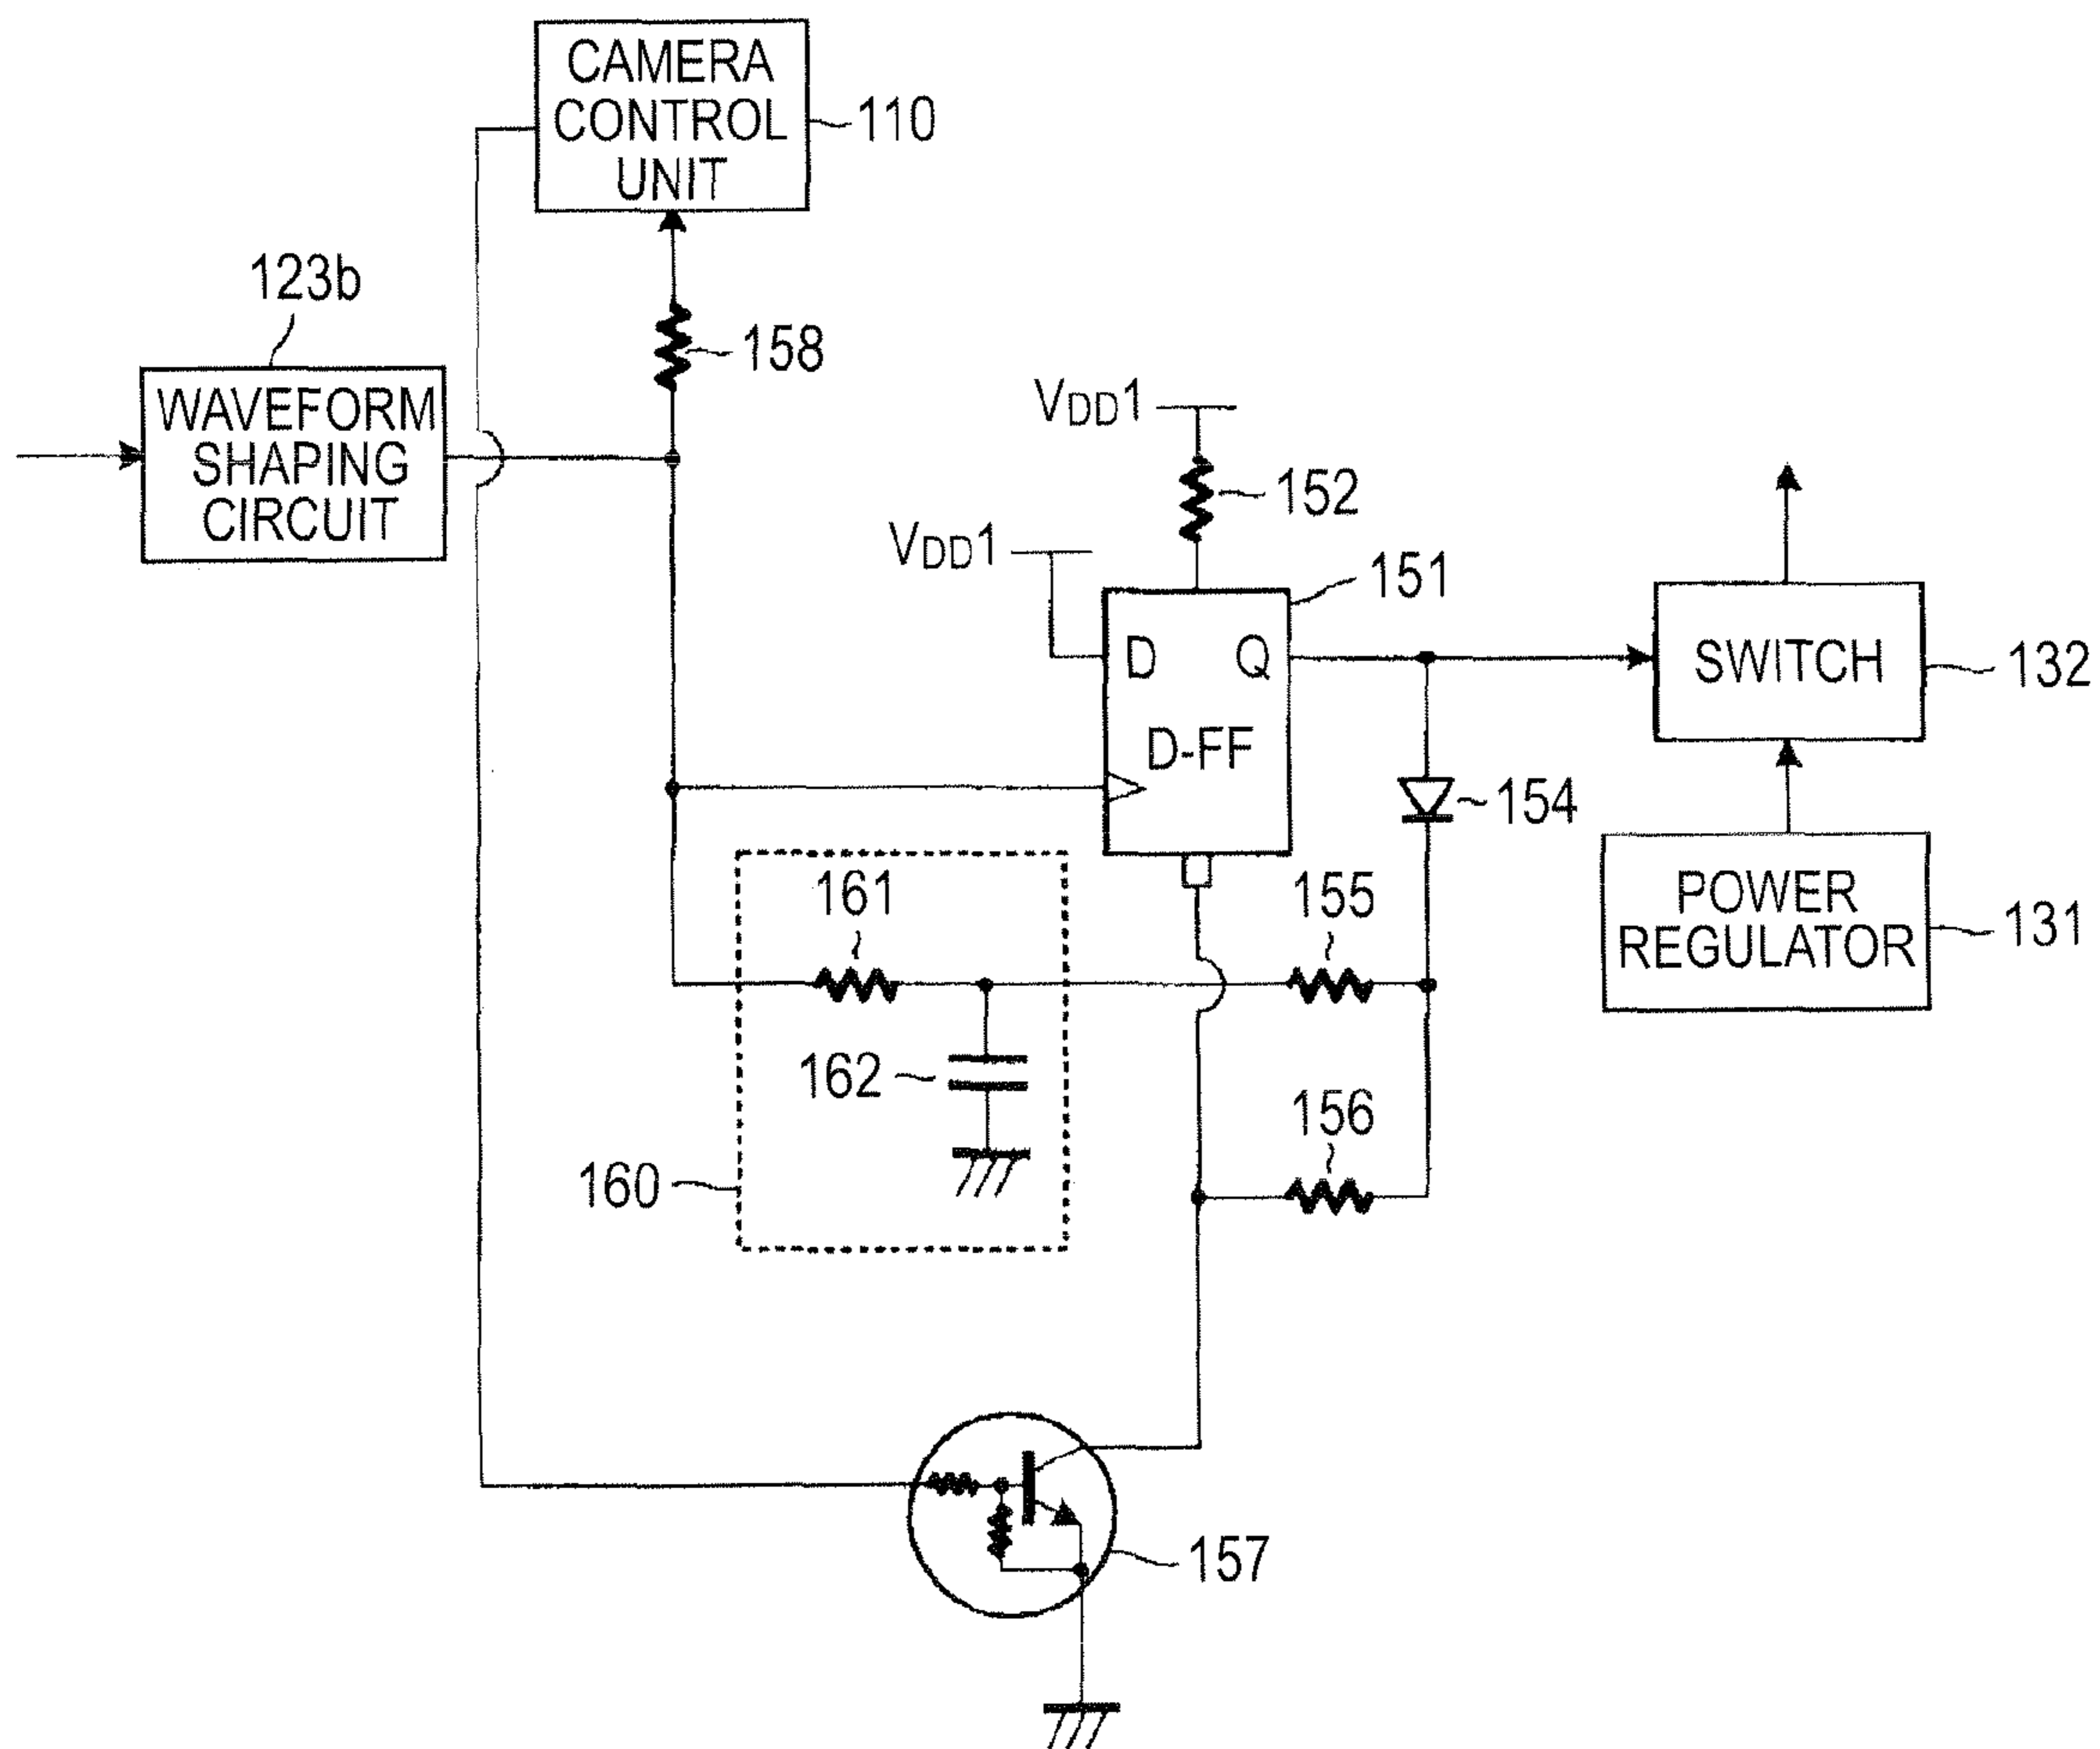 CAMERA
CONTROL
UNIT
110
123b
158
WAVEFORM
SHAPING
CIRCUIT
VDD1
152
VDD1
151
D
Q
D-FF
SWITCH
132
154
161
155
POWER
REGULATOR
131
162
156
160
157